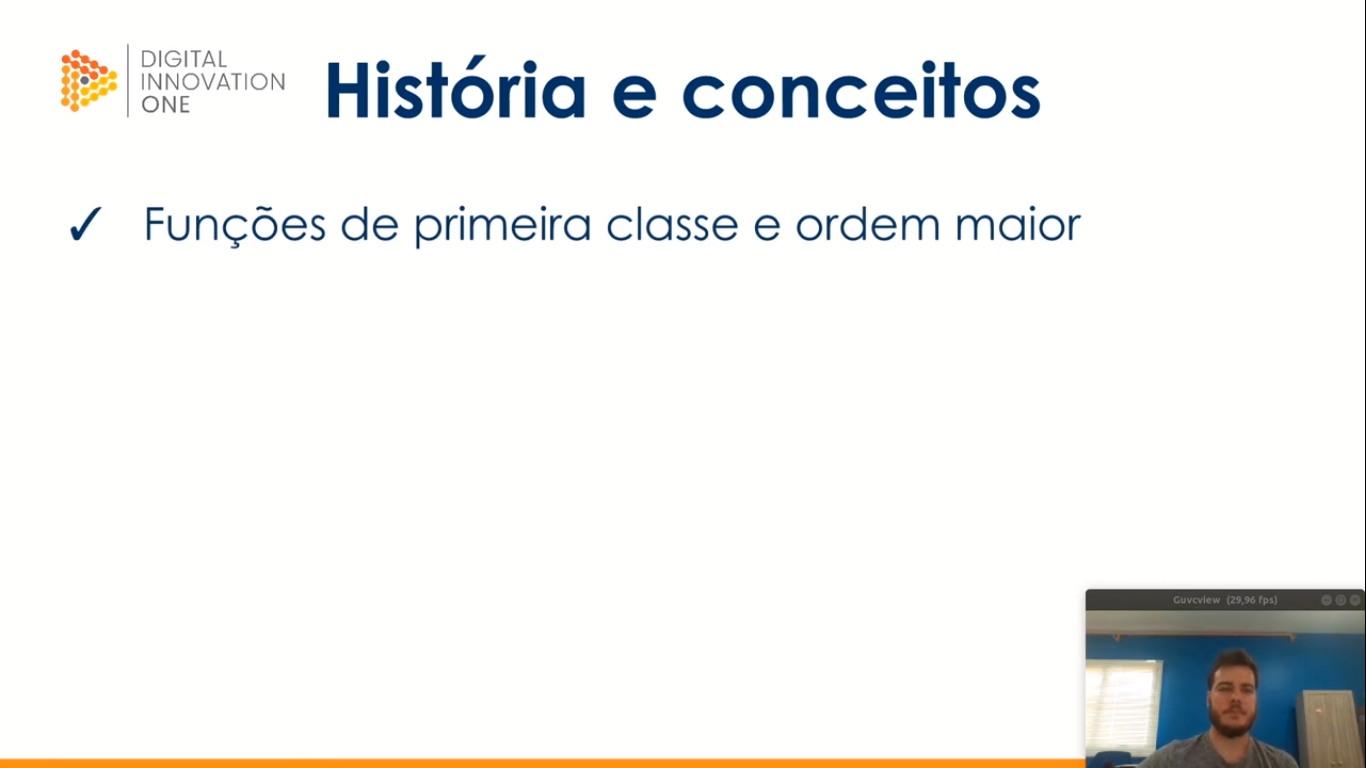 DIGITAL
INNOVATION
ONE
História e conceitos
✓ Funções de primeira classe e ordem maior
Guvcview (29,96 fps)